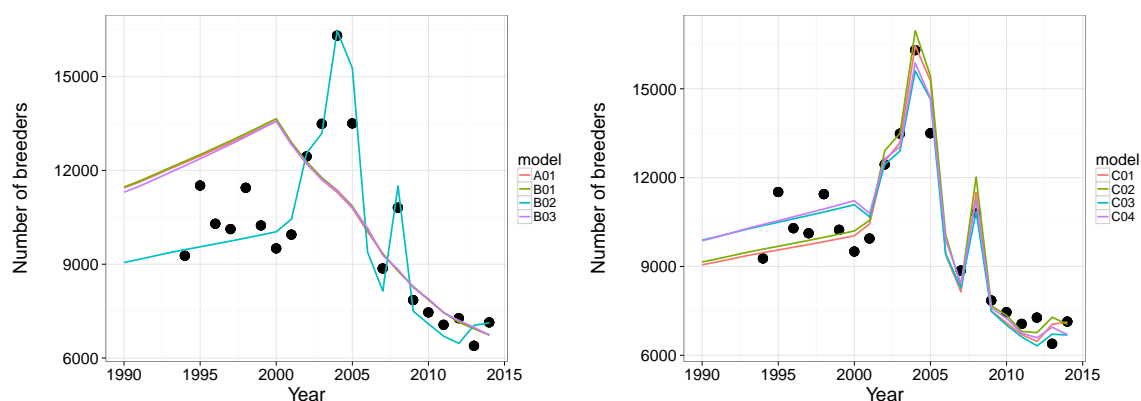 Number of breeders
15000
12000
9000
6000
1990
1995
2000
2005
2010
2015
Year
model
A01
B01
B02
B03
Number of breeders
15000
12000
9000
6000
1990
1995
2000
2005
2010
2015
Year
model
C01
C02
C03
C04